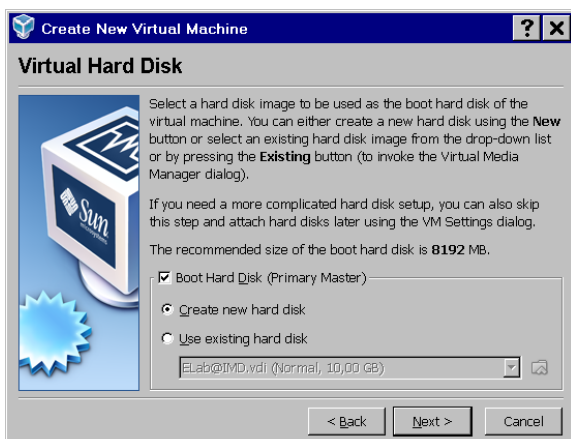 Create New Virtual Machine
Virtual Hard Disk
Select a hard disk image to be used as the boot hard disk of the
virtual machine. You can either create a new hard disk using the New
button or select an existing hard disk image from the drop-down list
or by pressing the Existing button (to invoke the Virtual Media
Manager dialog).
If you need a more complicated hard disk setup, you can also skip
this step and attach hard disks later using the VM Settings dialog.
The recommended size of the boot hard disk is 8192 MB.
Boot Hard Disk (Primary Master)
Create new hard disk
Use existing hard disk
ELab@IMD.vdi (Normal, 10,00 GB)
< Back
Next >
Cancel
Sun
microsystems